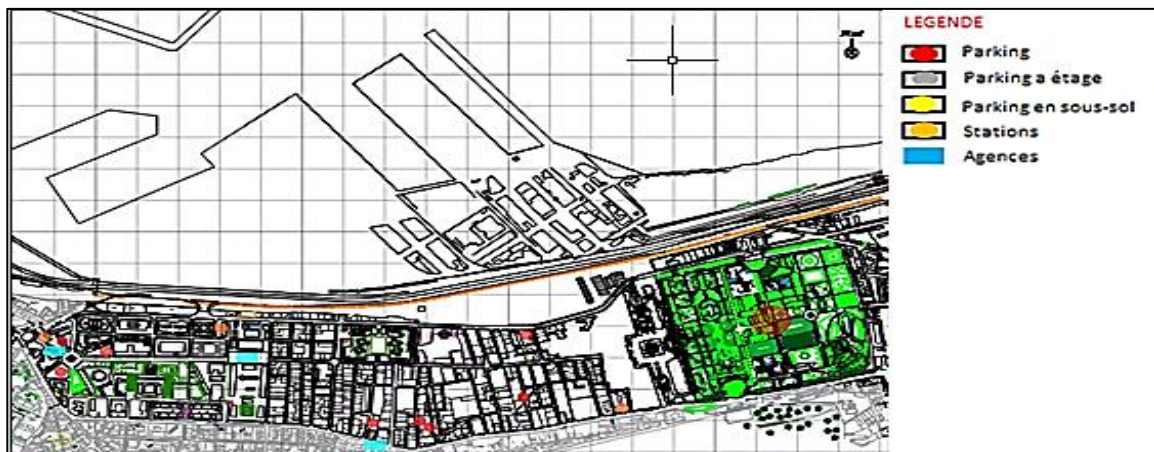 LEGENDE
Parking
Parking a étage
Parking en sous-sol
Stations
Agences